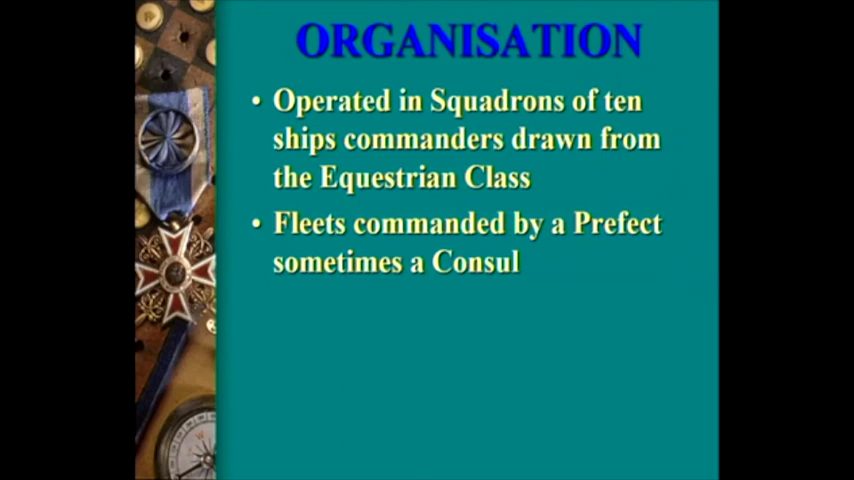 ORGANISATION
• Operated in Squadrons of ten
ships commanders drawn from
the Equestrian Class
• Fleets commanded by a Prefect
sometimes a Consul